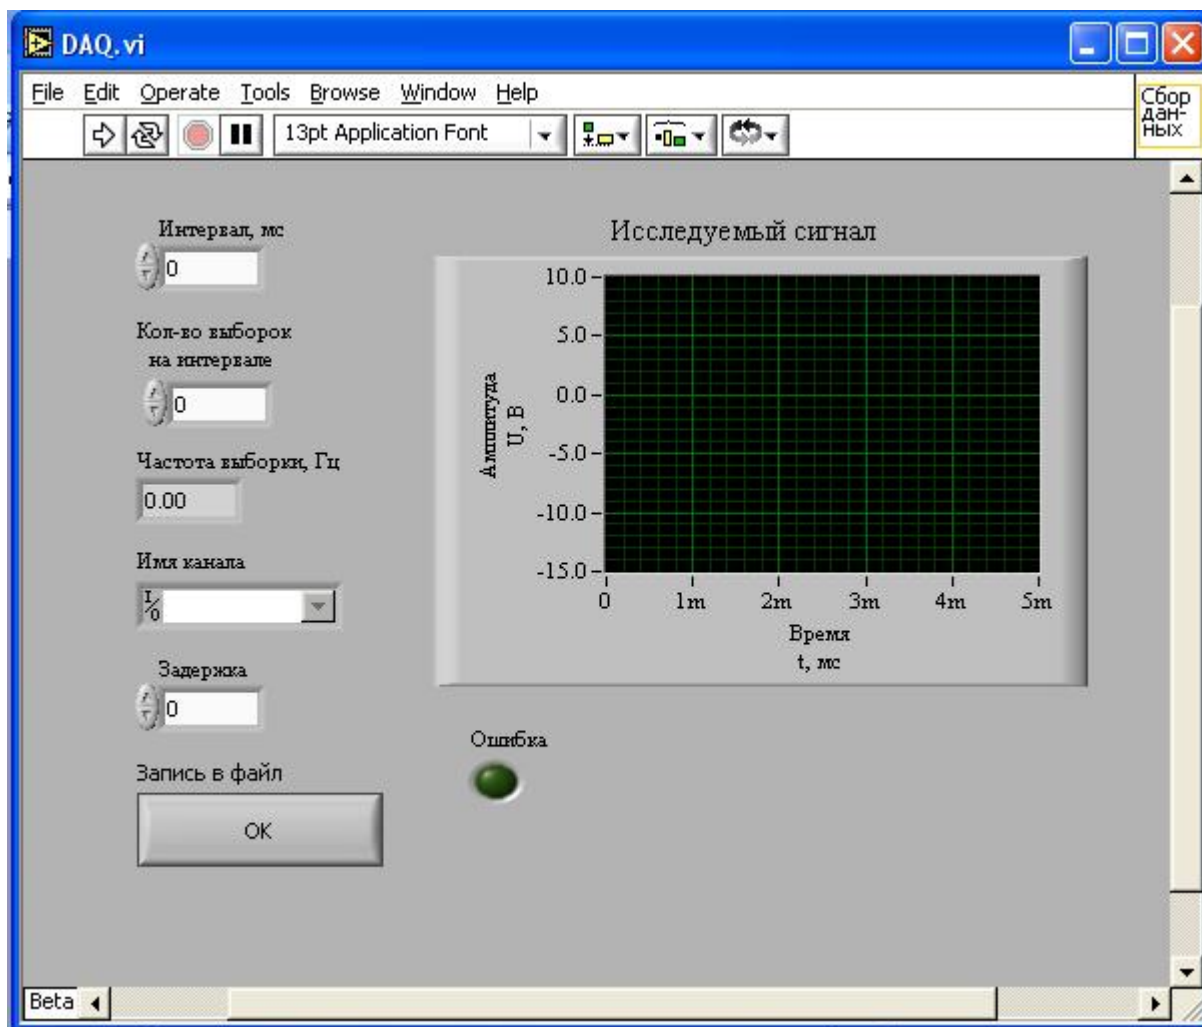 DAQ.vi
File Edit Operate Tools Browse Window Help
13pt Application Font
Сбор
дан-
ных
Интервал, мс
0
Кол-во выборок
на интервале
0
Частота выборки, Гц
0.00
Имя канала
I/O
Задержка
0
Запись в файл
OK
Исследуемый сигнал
Амплитуда
U, В
10.0
5.0
0.0
-5.0
-10.0
-15.0
0 1m 2m 3m 4m 5m
Время
t, мс
Ошибка
Beta